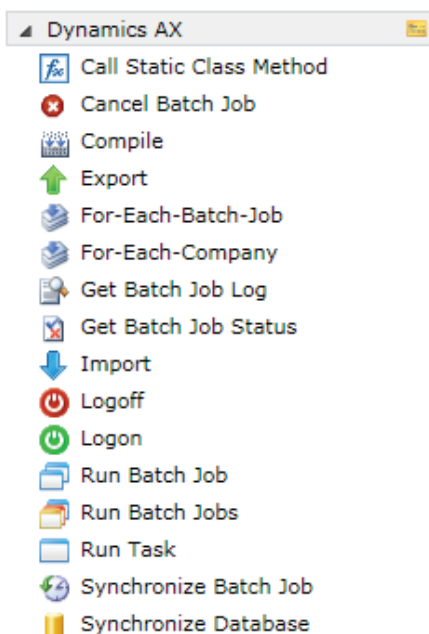 Dynamics AX
Call Static Class Method
Cancel Batch Job
Compile
Export
For-Each-Batch-Job
For-Each-Company
Get Batch Job Log
Get Batch Job Status
Import
Logoff
Logon
Run Batch Job
Run Batch Jobs
Run Task
Synchronize Batch Job
Synchronize Database